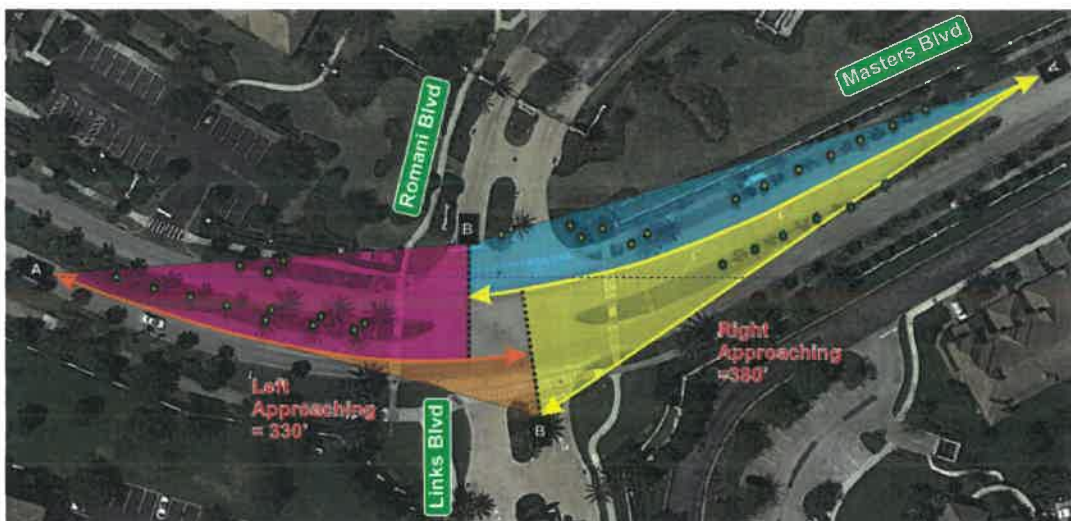 Masters Blvd
A
Romani Blvd
B
A
L
Right
Approaching
=380'
Left
Approaching
= 330'
B
Links Blvd